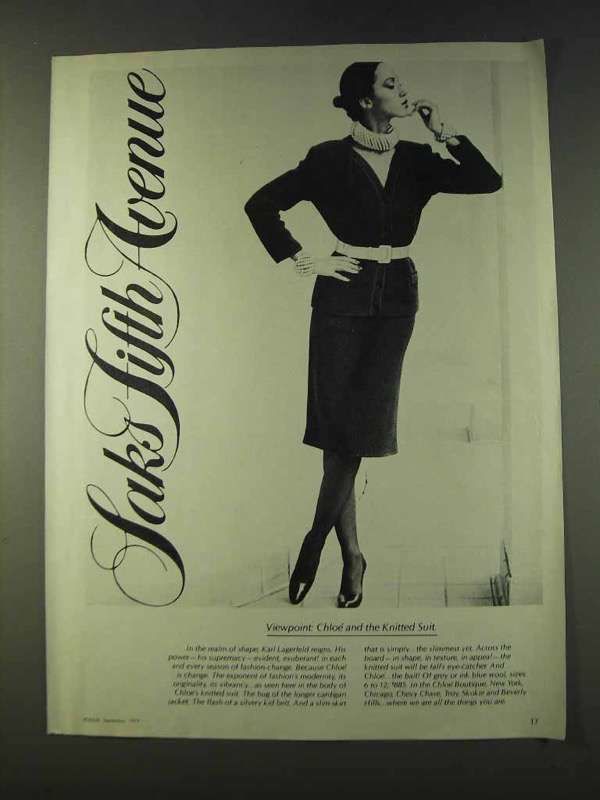 Saks Fifth Avenue
Viewpoint: Chloé and the Knitted Suit.
In the realm of shape, Karl Lagerfeld reigns. His
power—his supremacy—evident, exuberant! in each
and every season of fashion-change. Because Chloé
is change. The exponent of fashion's modernity, its
originality, its vibrancy...as seen here in the body of
Chloé's knitted suit. The hug of the longer cardigan
jacket. The flash of a silvery kid belt. And a slim skirt
that is simply...the slimmest yet. Across the
board—in shape, in texture, in appeal—the
knitted suit will be fall's eye-catcher. And
Chloé...the bait! Of grey or ink blue wool, sizes
6 to 12, $885. In the Chloé Boutique, New York,
Chicago, Chevy Chase, Troy, Skokie and Beverly
Hills...where we are all the things you are.
September
17